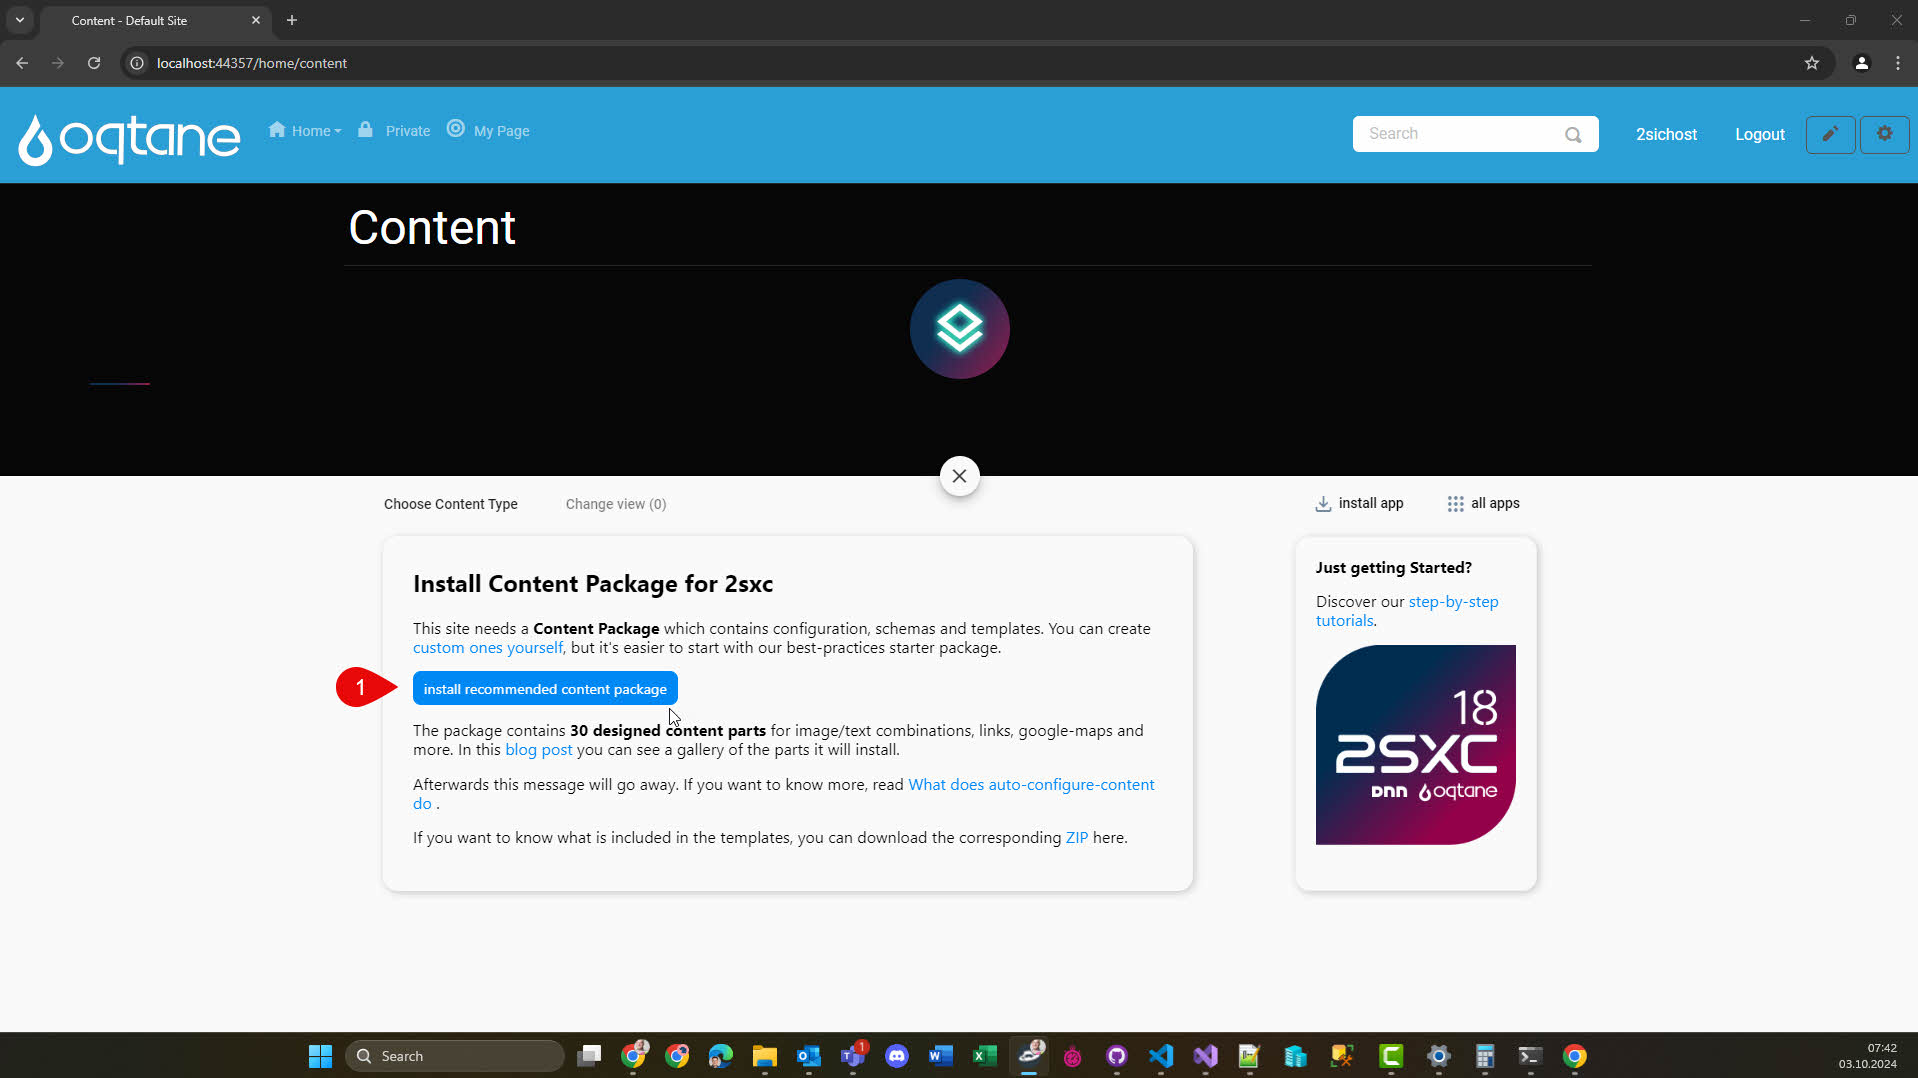 Content - Default Site
localhost:44357/home/content
oqtane
Home
Private
My Page
Search
2sichost
Logout
Content
Choose Content Type
Change view (0)
install app
all apps
Install Content Package for 2sxc
This site needs a Content Package which contains configuration, schemas and templates. You can create
custom ones yourself, but it's easier to start with our best-practices starter package.
1
install recommended content package
The package contains 30 designed content parts for image/text combinations, links, google-maps and
more. In this blog post you can see a gallery of the parts it will install.
Afterwards this message will go away. If you want to know more, read What does auto-configure-content
do .
If you want to know what is included in the templates, you can download the corresponding ZIP here.
Just getting Started?
Discover our step-by-step
tutorials.
18
2SXC
DNN oqtane
Search
1
07:42
03.10.2024